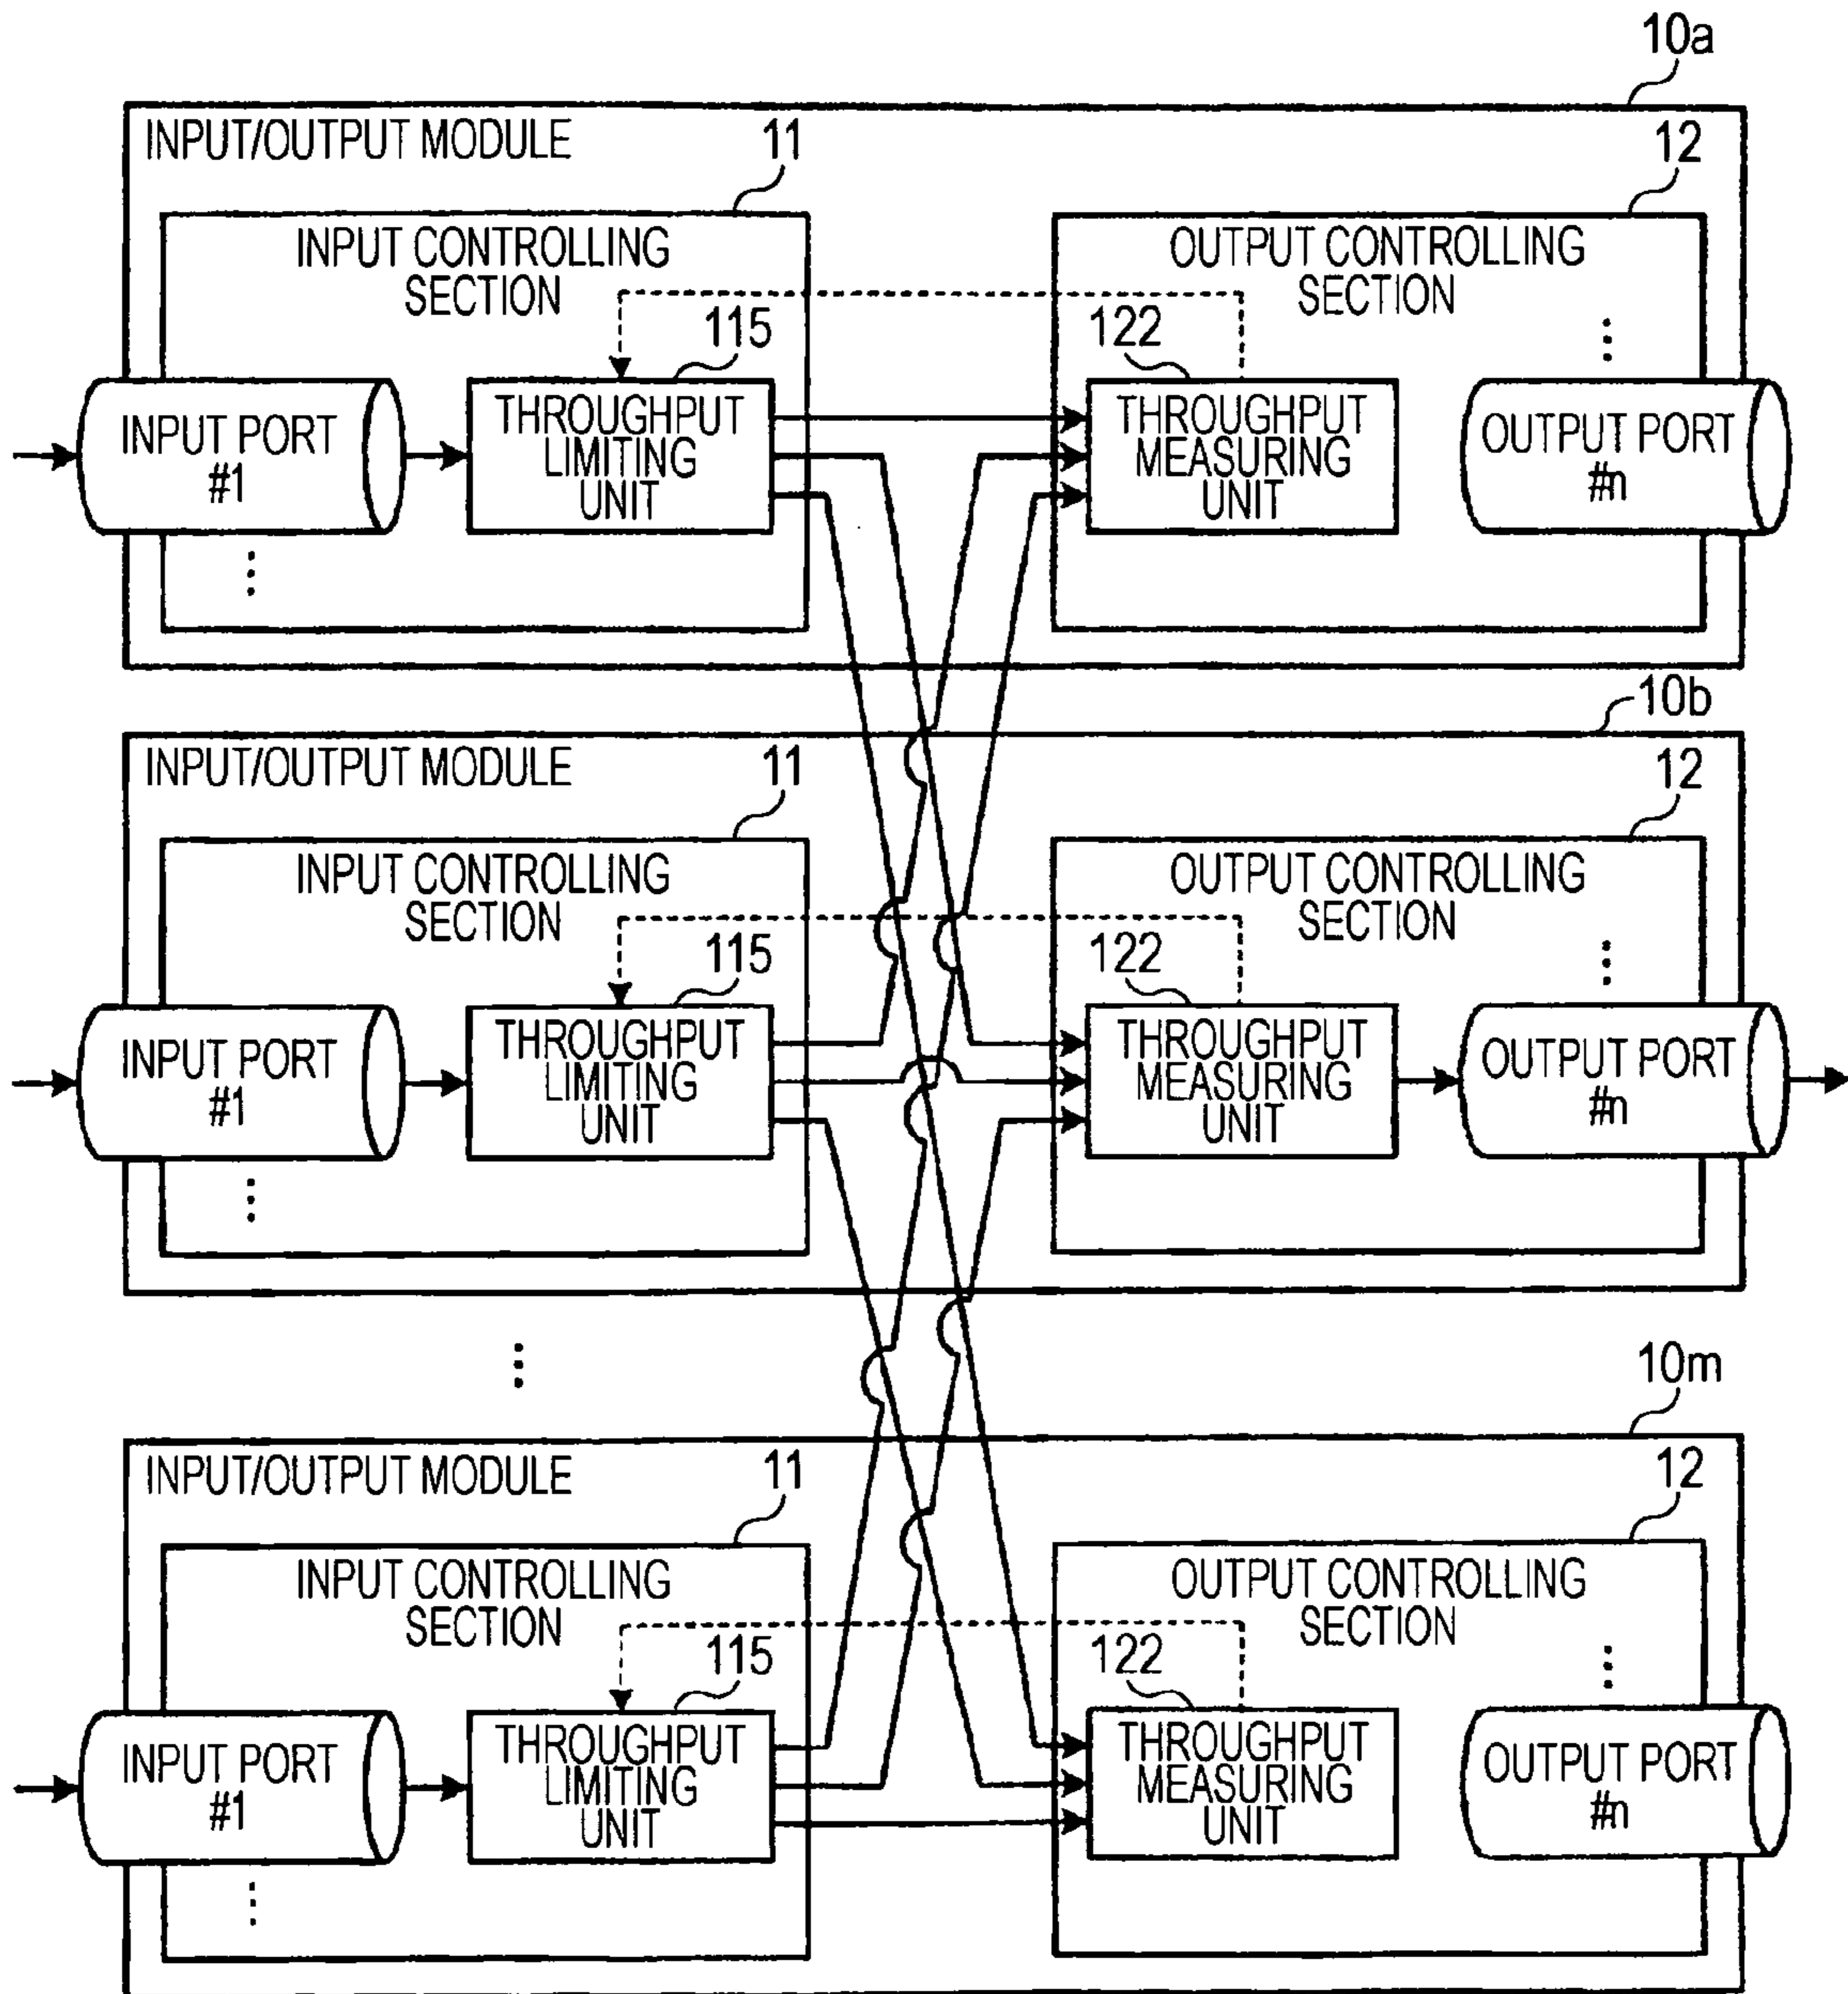 10a
INPUT/OUTPUT MODULE
11
12
INPUT CONTROLLING
SECTION
OUTPUT CONTROLLING
SECTION
115
122
INPUT PORT
#1
THROUGHPUT
LIMITING
UNIT
THROUGHPUT
MEASURING
UNIT
OUTPUT PORT
#n
10b
INPUT/OUTPUT MODULE
11
12
INPUT CONTROLLING
SECTION
OUTPUT CONTROLLING
SECTION
115
122
INPUT PORT
#1
THROUGHPUT
LIMITING
UNIT
THROUGHPUT
MEASURING
UNIT
OUTPUT PORT
#n
10m
INPUT/OUTPUT MODULE
11
12
INPUT CONTROLLING
SECTION
OUTPUT CONTROLLING
SECTION
115
122
INPUT PORT
#1
THROUGHPUT
LIMITING
UNIT
THROUGHPUT
MEASURING
UNIT
OUTPUT PORT
#n